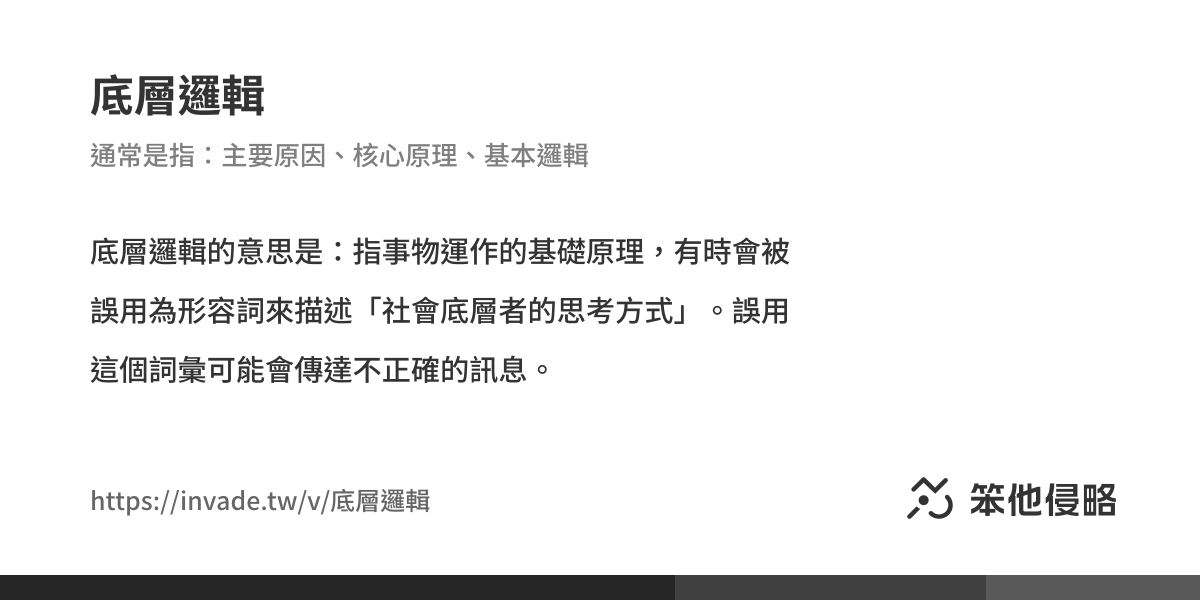 底層邏輯
通常是指：主要原因、核心原理、基本邏輯
底層邏輯的意思是：指事物運作的基礎原理，有時會被
誤用為形容詞來描述「社會底層者的思考方式」。誤用
這個詞彙可能會傳達不正確的訊息。
https://invade.tw/v/底層邏輯
笨他侵略